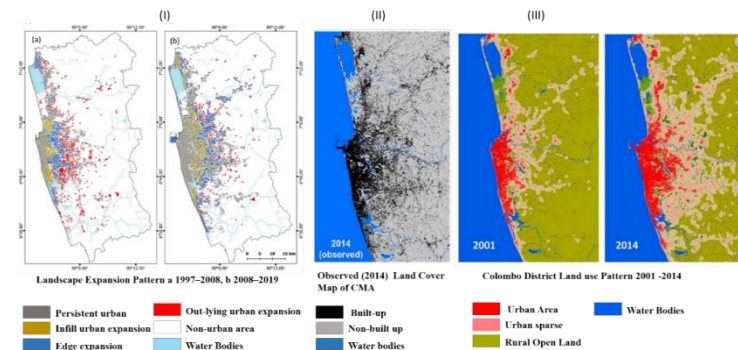 (I)
(II)
(III)
(a)
(b)
2014
(observed)
2001
2014
Landscape Expansion Pattern a 1997–2008, b 2008–2019
Observed (2014) Land Cover
Map of CMA
Colombo District Land use Pattern 2001 -2014
Persistent urban
Infill urban expansion
Edge expansion
Out-lying urban expansion
Non-urban area
Water Bodies
Built-up
Non-built up
Water bodies
Urban Area
Urban sparse
Rural Open Land
Water Bodies